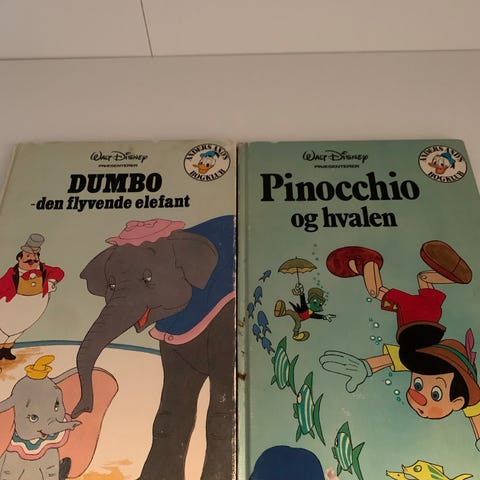 Walt Disney
PRÆSENTERER
ANDERS AND'S
BOGKLUB
DUMBO
-den flyvende elefant
Walt Disney
PRÆSENTERER
ANDERS AND'S
BOGKLUB
Pinocchio
og hvalen